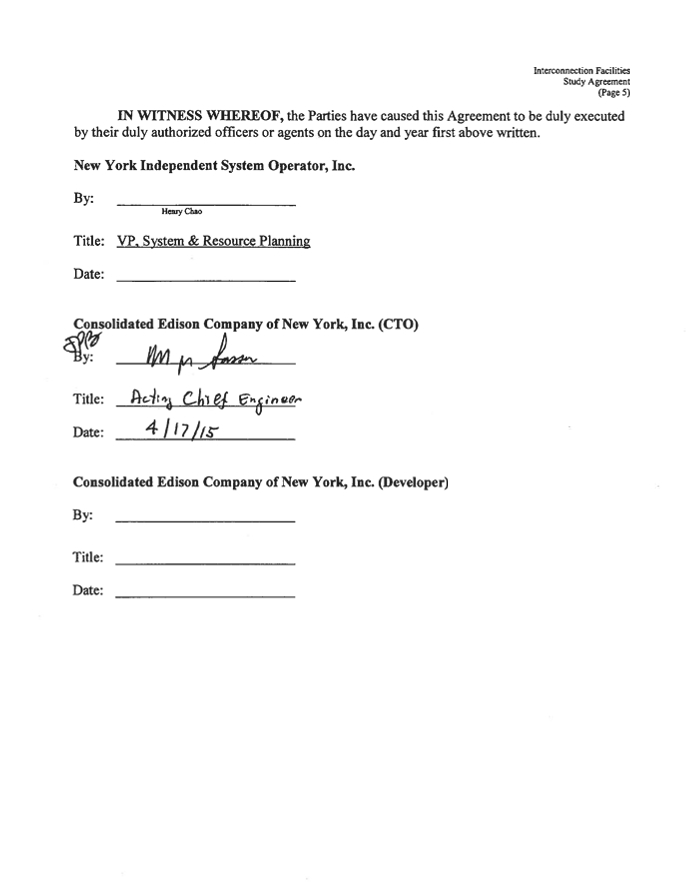 Interconnection Facilities
Study Agreement
(Page 5)
IN WITNESS WHEREOF, the Parties have caused this Agreement to be duly executed
by their duly authorized officers or agents on the day and year first above written.
New York Independent System Operator, Inc.
By:
Henry Chao
Title: VP, System & Resource Planning
Date:
Consolidated Edison Company of New York, Inc. (CTO)
By:
Title: Acting Chief Engineer
Date: 4/17/15
Consolidated Edison Company of New York, Inc. (Developer)
By:
Title:
Date: